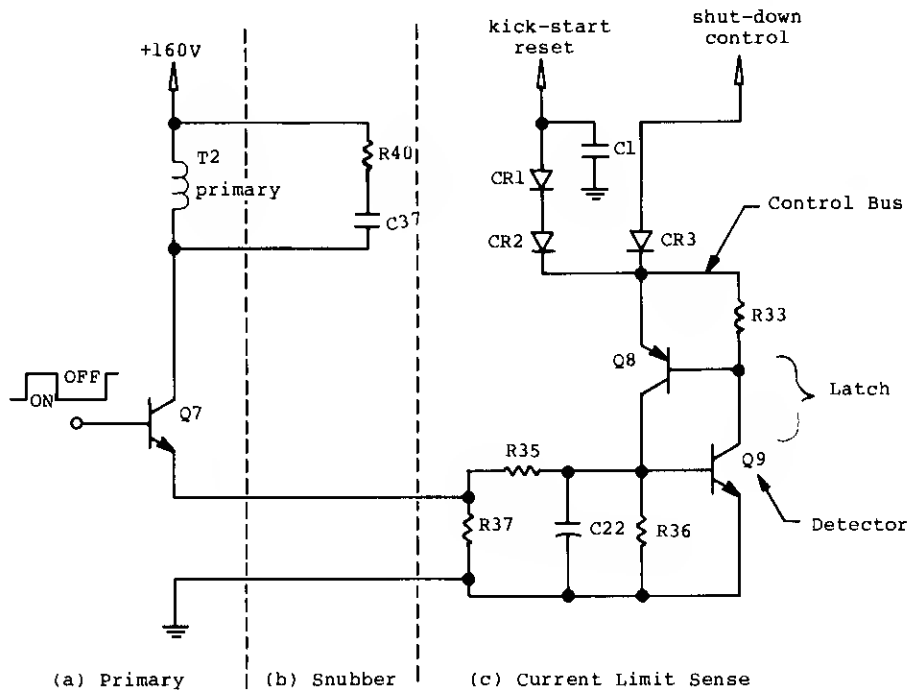 kick-start
reset
shut-down
control
+160V
T2
primary
R40
C37
C1
CR1
CR2
CR3
Control Bus
R33
Q8
Latch
OFF
ON
Q7
R35
Q9
R37
C22
R36
Detector
(a) Primary
(b) Snubber
(c) Current Limit Sense